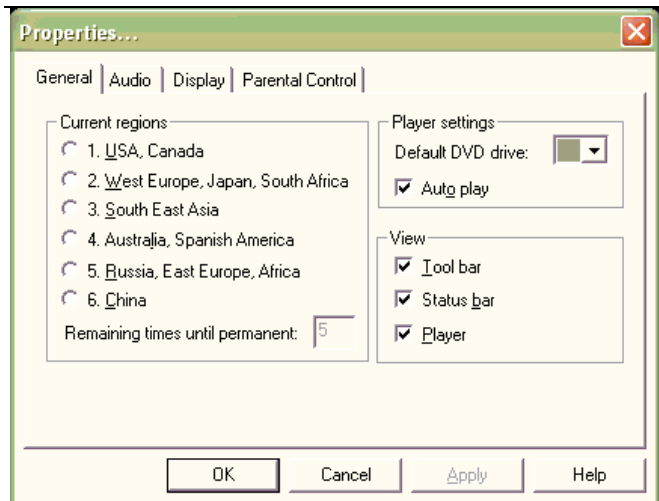 Properties...
General Audio Display Parental Control
Current regions
1. USA, Canada
2. West Europe, Japan, South Africa
3. South East Asia
4. Australia, Spanish America
5. Russia, East Europe, Africa
6. China
Remaining times until permanent: 5
Player settings
Default DVD drive:
Auto play
View
Tool bar
Status bar
Player
OK Cancel Apply Help